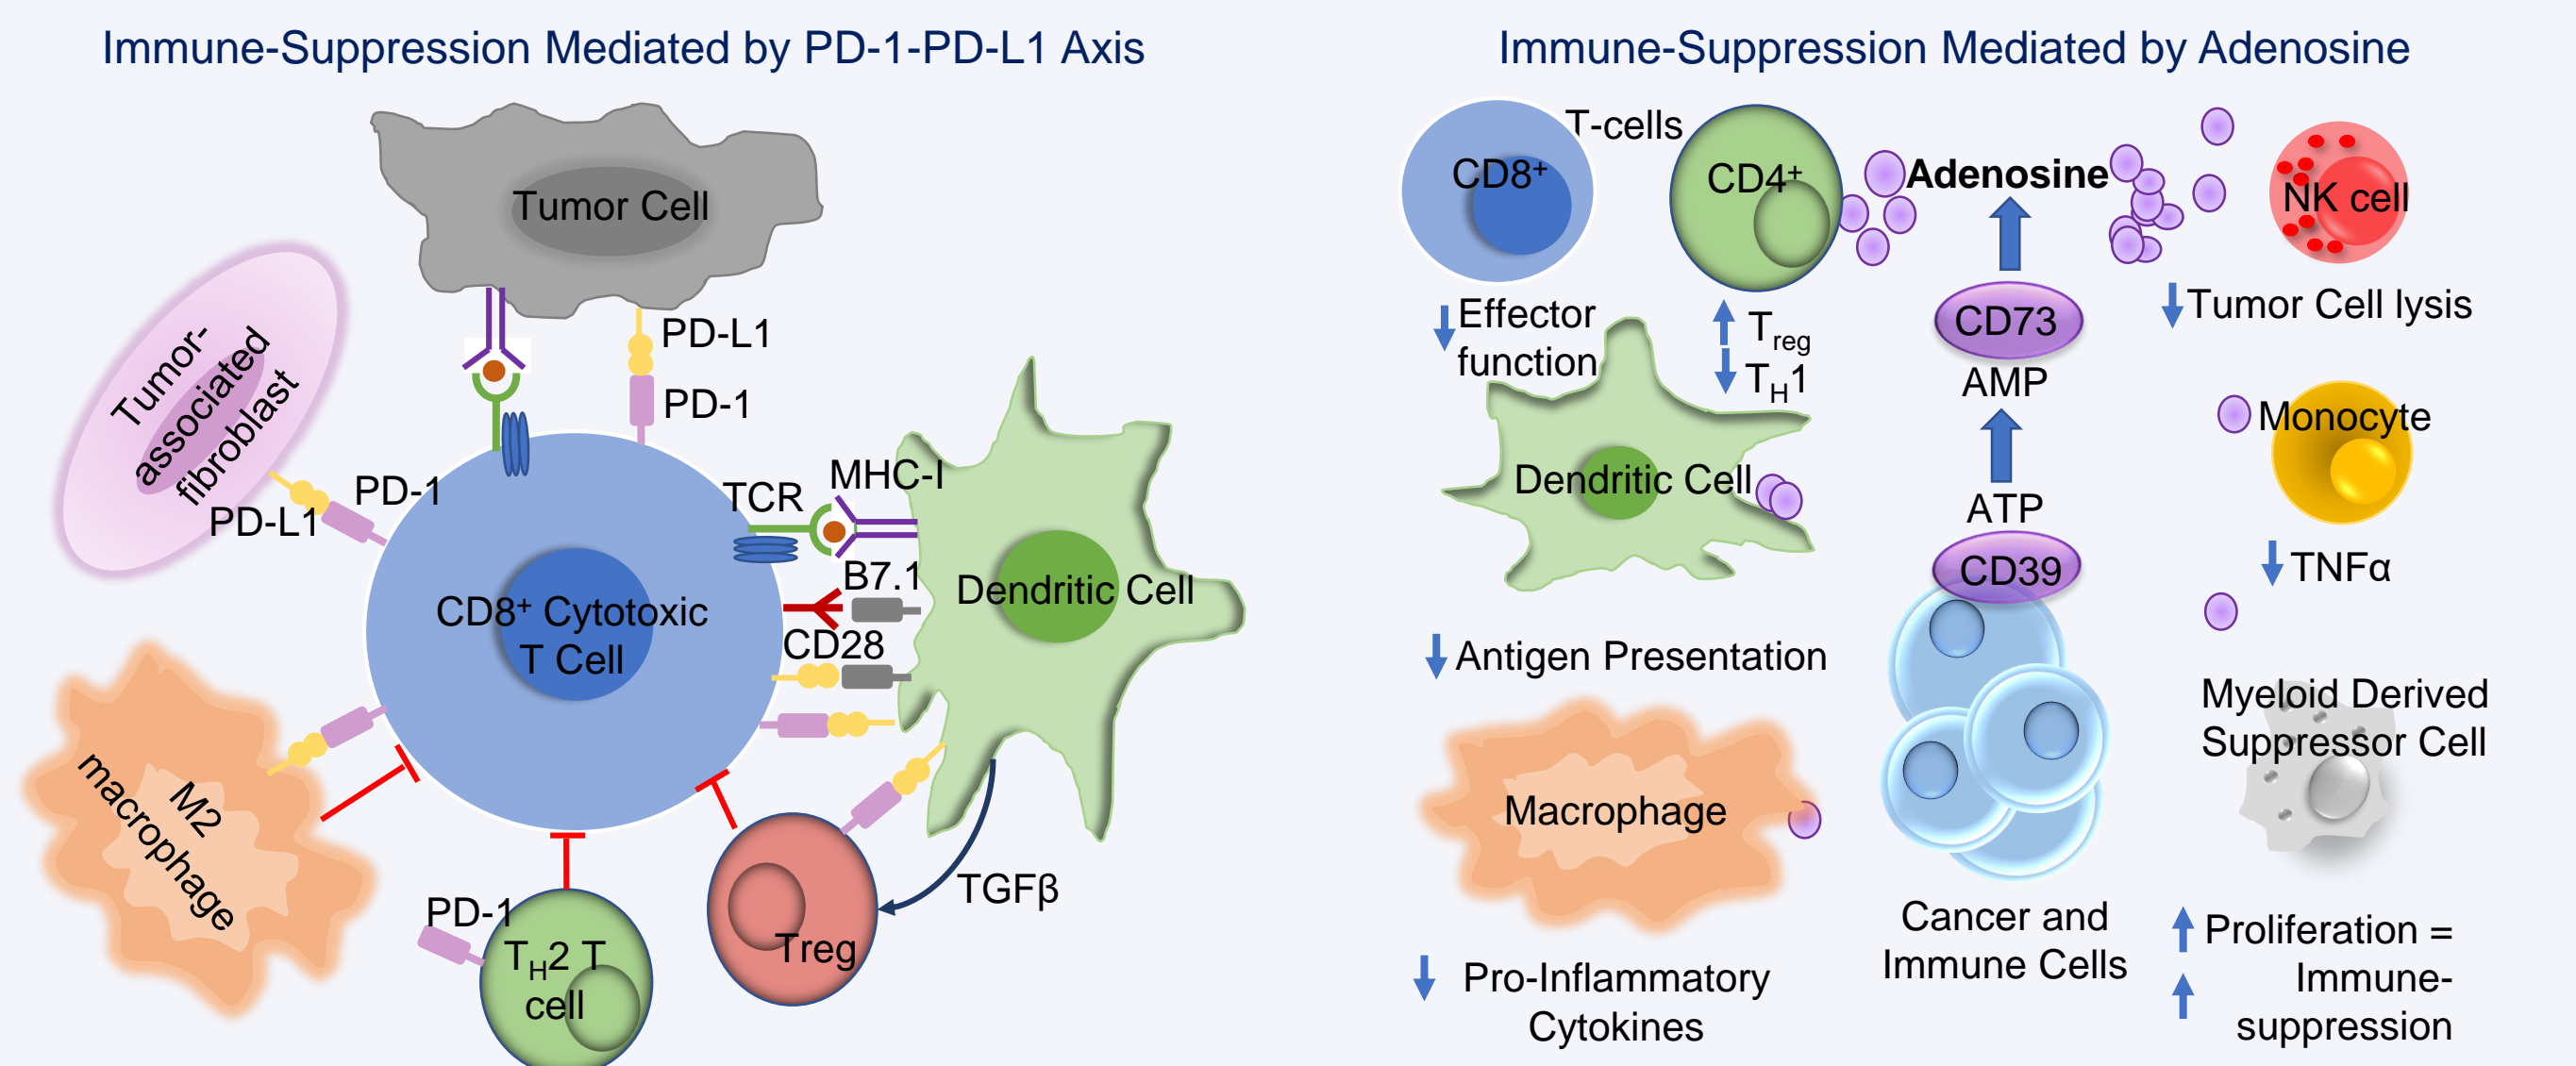 Immune-Suppression Mediated by PD-1-PD-L1 Axis
Tumor Cell
PD-L1
PD-1
Tumor-
associated
fibroblast
PD-1
PD-L1
TCR
MHC-I
B7.1
CD28
CD8⁺ Cytotoxic
T Cell
Dendritic Cell
M2
macrophage
TGFβ
PD-1
T_H2 T
cell
Treg
Immune-Suppression Mediated by Adenosine
T-cells
CD8⁺
CD4⁺
Adenosine
NK cell
Effector
function
T_reg
T_H1
CD73
Tumor Cell lysis
AMP
Monocyte
Dendritic Cell
ATP
CD39
TNFα
Antigen Presentation
Myeloid Derived
Suppressor Cell
Macrophage
Cancer and
Immune Cells
Proliferation =
Immune-
suppression
Pro-Inflammatory
Cytokines